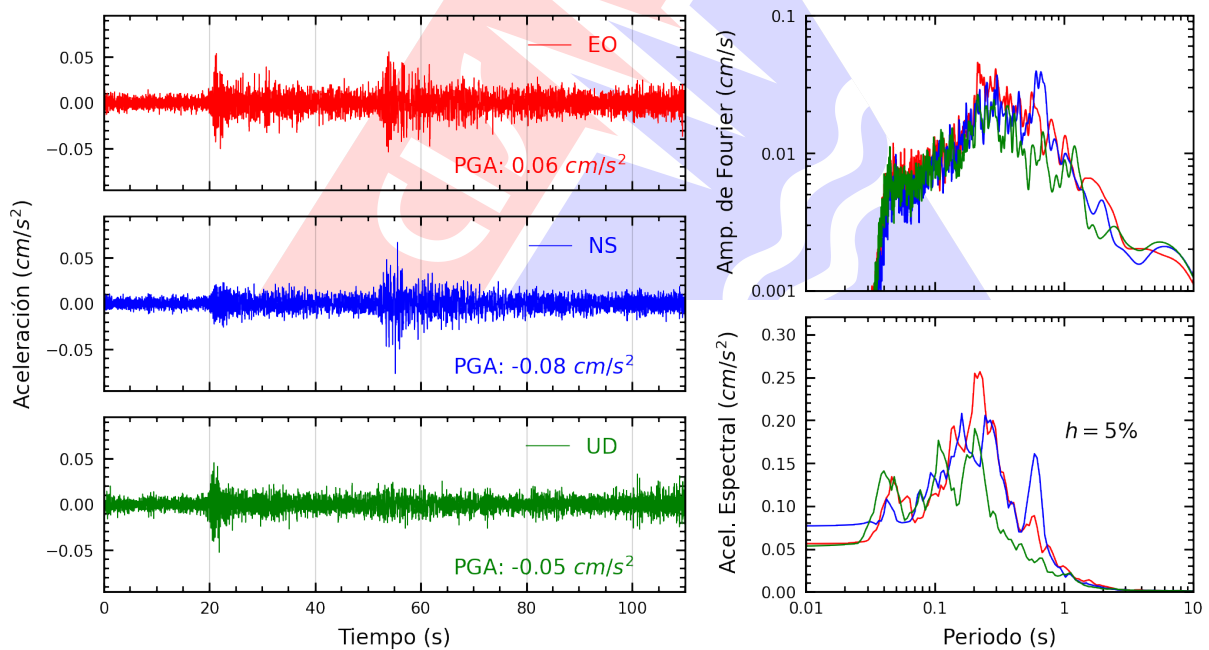 0.05
0.00
−0.05
EO
PGA: 0.06 cm/s²
0.05
0.00
−0.05
NS
PGA: -0.08 cm/s²
0.05
0.00
−0.05
UD
PGA: -0.05 cm/s²
0 20 40 60 80 100
Tiempo (s)
Aceleración (cm/s²)
0.1
0.01
0.001
Amp. de Fourier (cm/s)
0.30
0.25
0.20
0.15
0.10
0.05
0.00
h = 5%
Acel. Espectral (cm/s²)
0.01 0.1 1 10
Periodo (s)